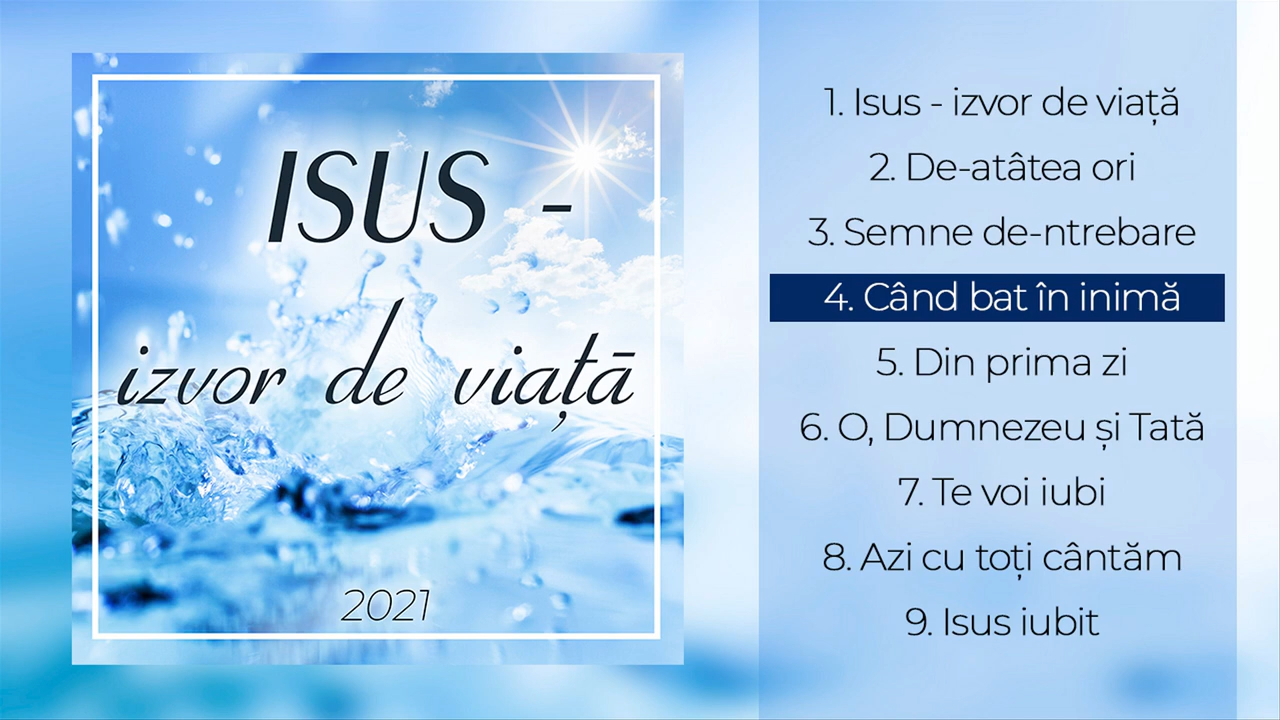 ISUS -
izvor de viață
2021
1. Isus - izvor de viață
2. De-atâtea ori
3. Semne de-ntrebare
4. Când bat în inimă
5. Din prima zi
6. O, Dumnezeu și Tată
7. Te voi iubi
8. Azi cu toți cântăm
9. Isus iubit